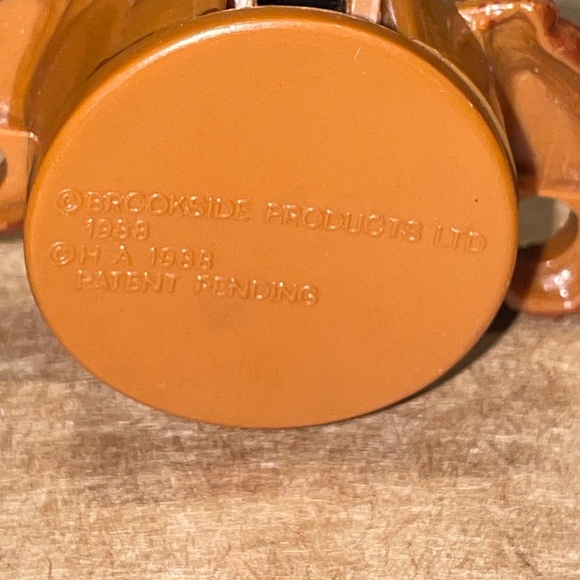 ©BROOKSIDE PRODUCTS LTD
1988
© H A 1988
PATENT PENDING